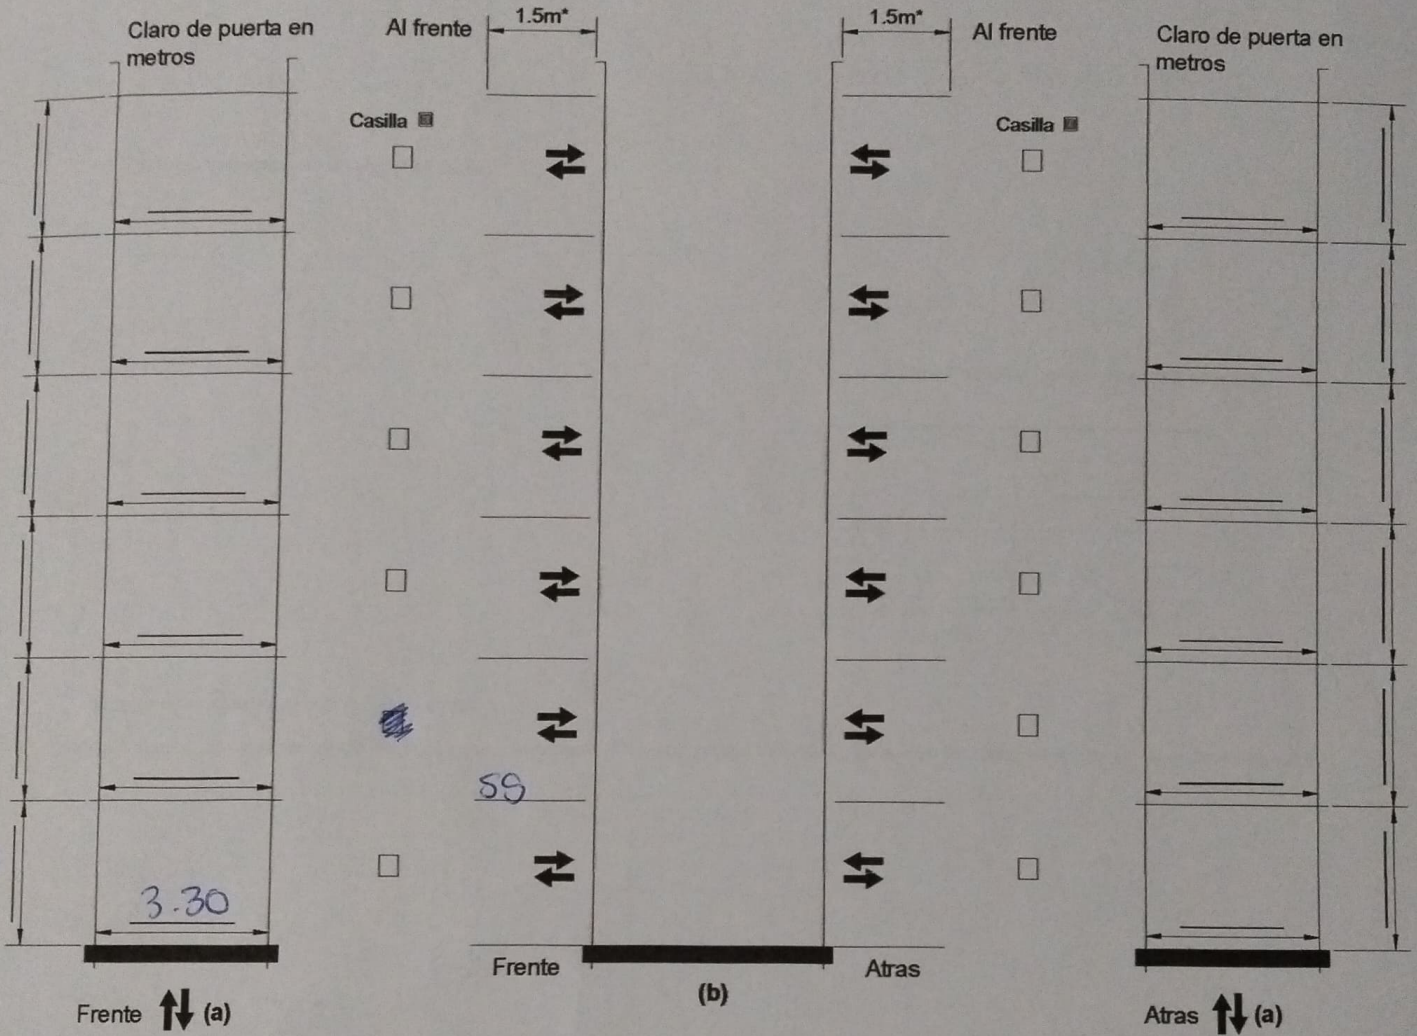 Claro de puerta en
metros
Al frente
1.5m*
1.5m*
Al frente
Claro de puerta en
metros
Casilla
Casilla
SS
3.30
Frente
Atras
(b)
Frente (a)
Atras (a)